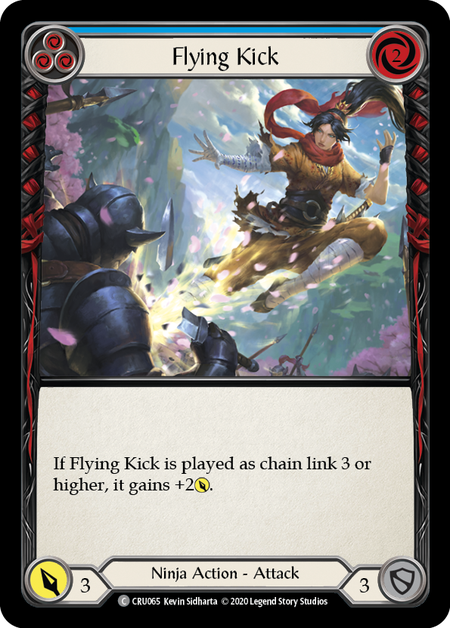 Flying Kick
2
If Flying Kick is played as chain link 3 or
higher, it gains +2.
3
Ninja Action - Attack
3
C CRU065 Kevin Sidharta © 2020 Legend Story Studios